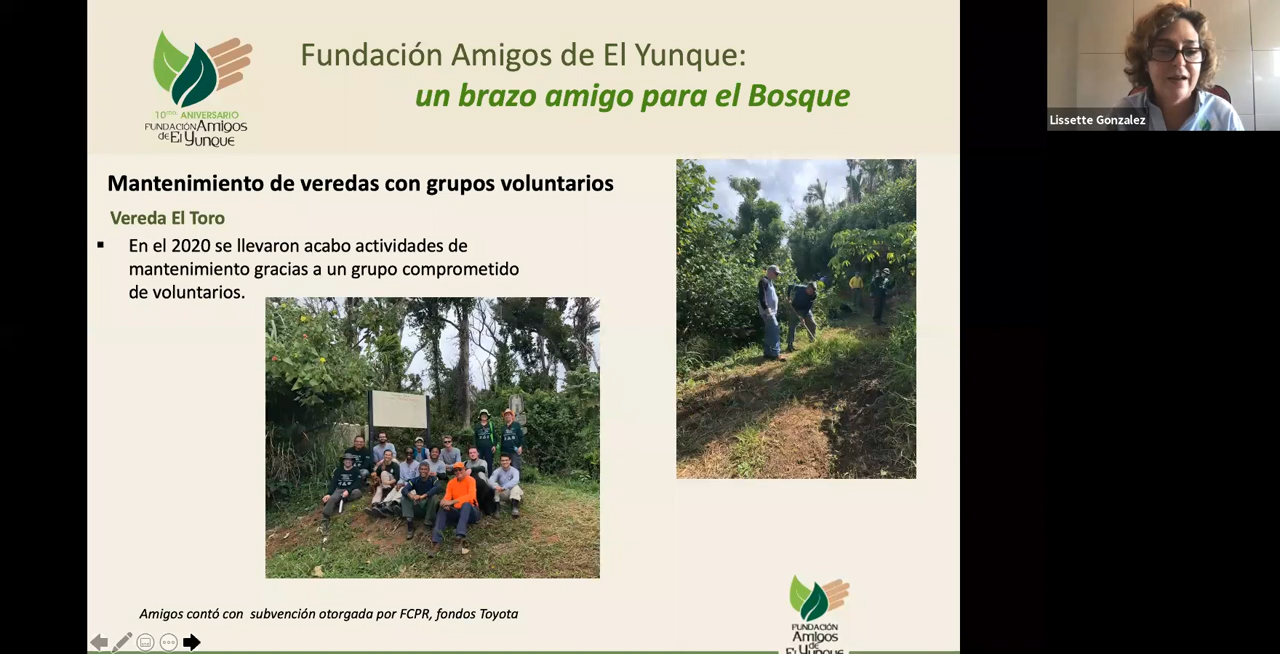 Fundación Amigos de El Yunque:
un brazo amigo para el Bosque
10mo ANIVERSARIO
FUNDACIÓN Amigos
de El Yunque
Lissette Gonzalez
Mantenimiento de veredas con grupos voluntarios
Vereda El Toro
▪ En el 2020 se llevaron acabo actividades de
mantenimiento gracias a un grupo comprometido
de voluntarios.
Amigos contó con subvención otorgada por FCPR, fondos Toyota
FUNDACIÓN
Amigos
de
El Yunque